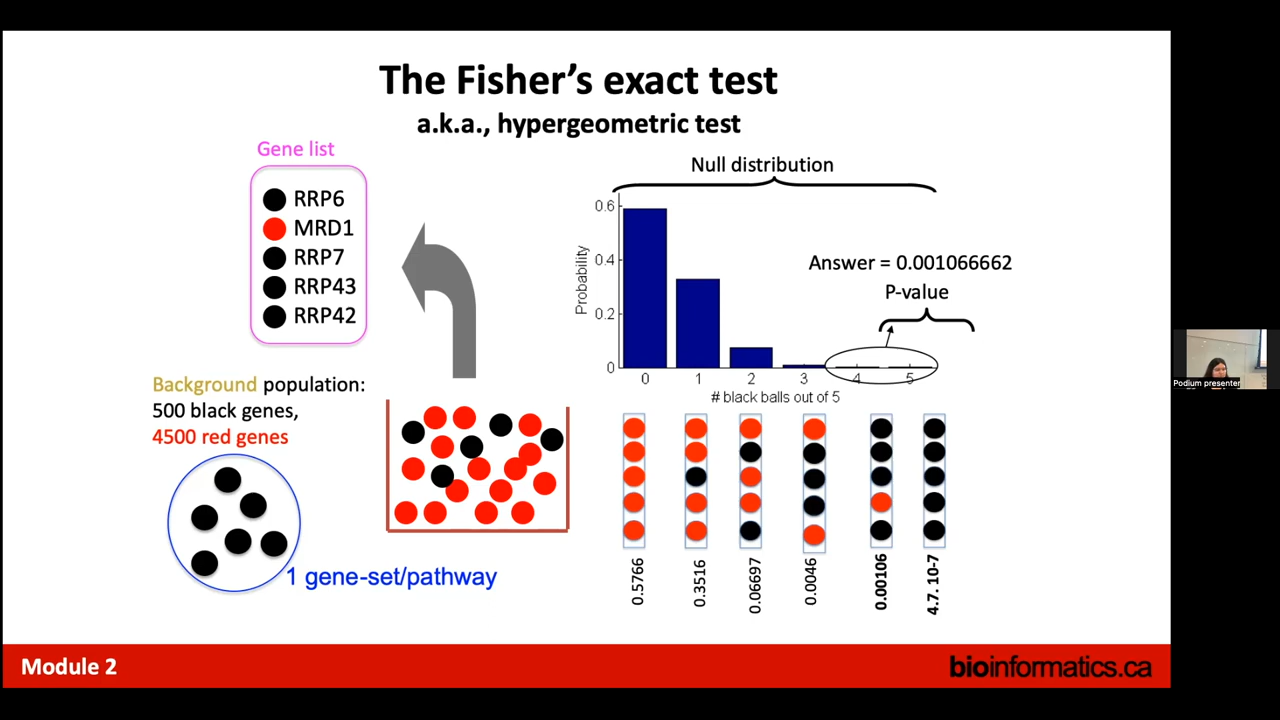 The Fisher's exact test
a.k.a., hypergeometric test
Gene list
RRP6
MRD1
RRP7
RRP43
RRP42
Background population:
500 black genes,
4500 red genes
1 gene-set/pathway
Null distribution
Probability
0.6
0.4
0.2
0
0 1 2 3 4 5
# black balls out of 5
Answer = 0.001066662
P-value
0.5766
0.3516
0.06697
0.0046
0.00106
4.7. 10-7
Podium presenter
Module 2
bioinformatics.ca